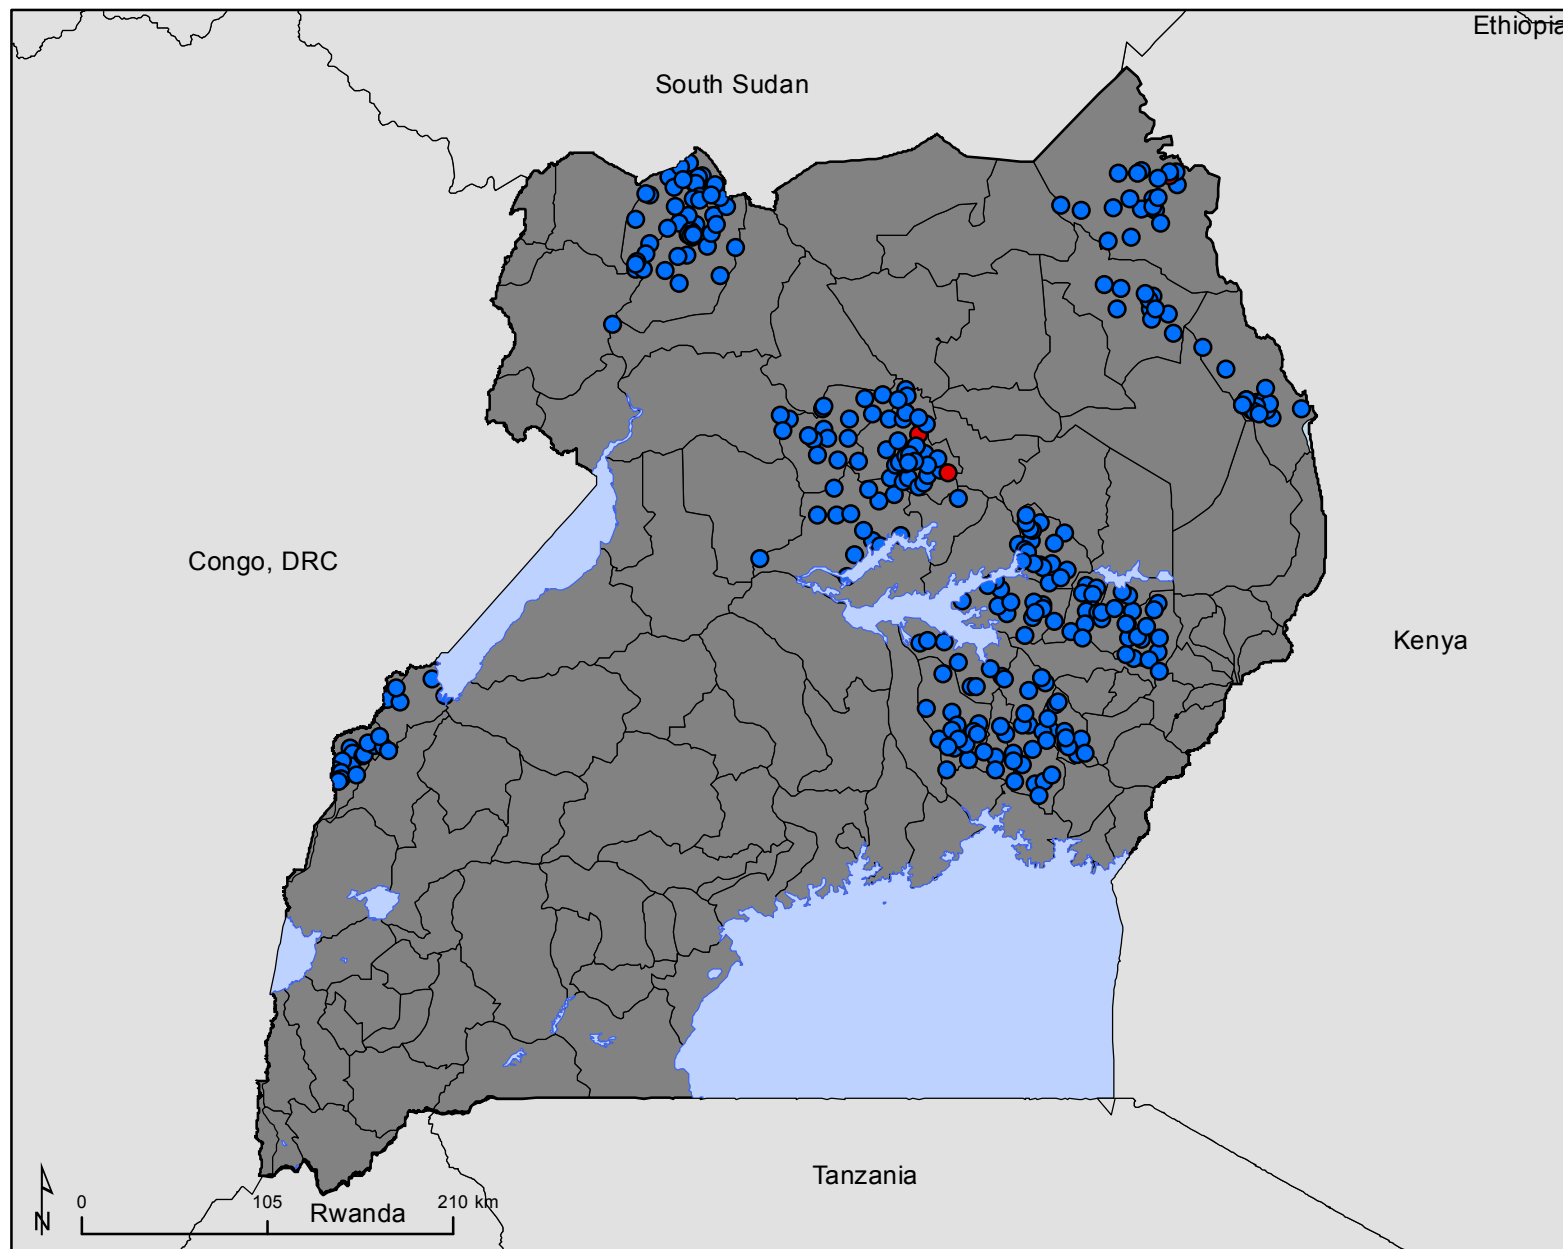 Ethiopia
South Sudan
Congo, DRC
Kenya
Tanzania
0 105 210 km
Rwanda
N